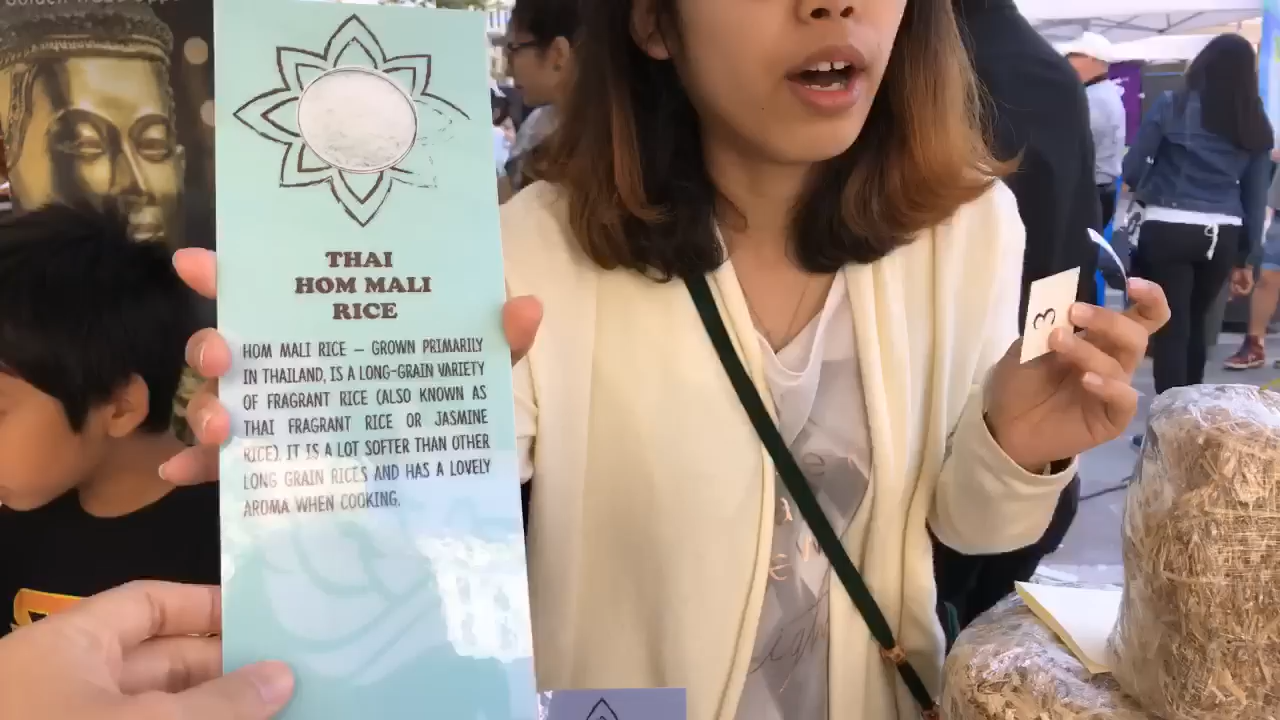 THAI
HOM MALI
RICE
HOM MALI RICE – GROWN PRIMARILY
IN THAILAND, IS A LONG-GRAIN VARIETY
OF FRAGRANT RICE (ALSO KNOWN AS
THAI FRAGRANT RICE OR JASMINE
RICE). IT IS A LOT SOFTER THAN OTHER
LONG GRAIN RICES AND HAS A LOVELY
AROMA WHEN COOKING.
3